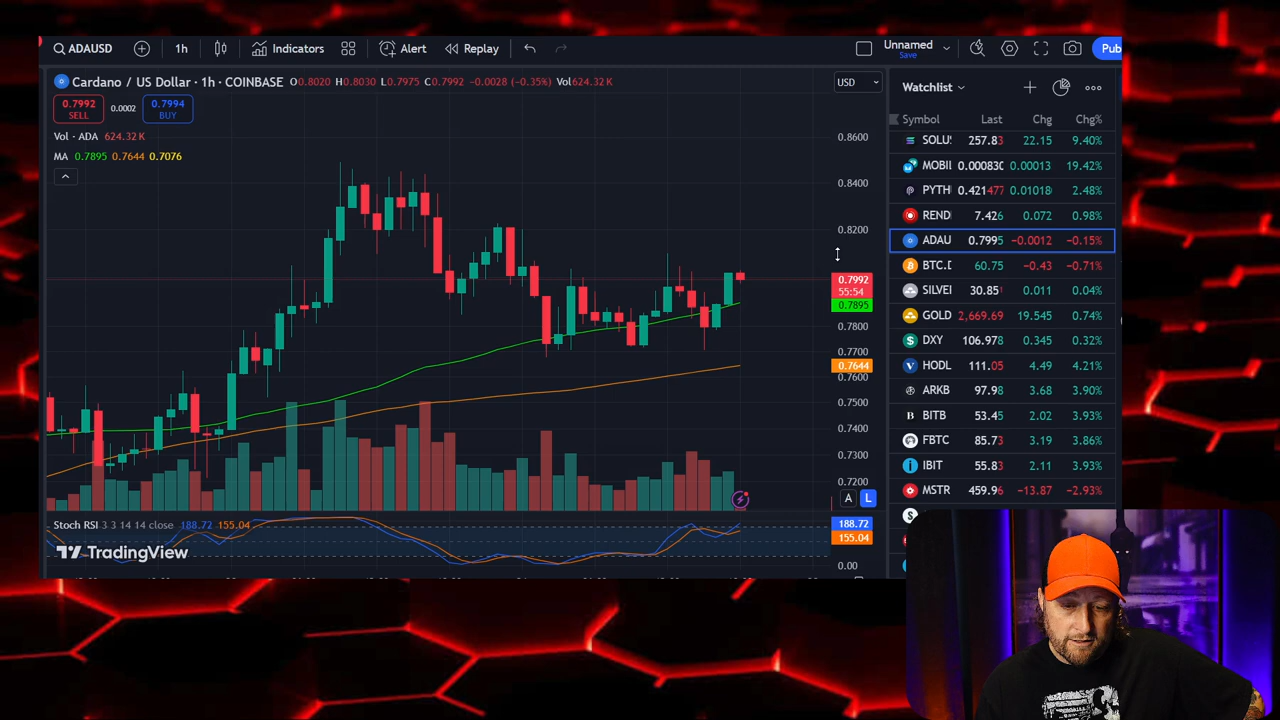 ADAUSD
1h
Indicators
Alert
Replay
Unnamed
Save
Pub
Cardano / US Dollar · 1h · COINBASE O0.8020 H0.8030 L0.7975 C0.7992 −0.0028 (−0.35%) Vol624.32 K
USD
0.7992
SELL
0.0002
0.7994
BUY
Vol · ADA 624.32 K
MA 0.7895 0.7644 0.7076
0.8600
0.8400
0.8200
0.7992
55:54
0.7895
0.7800
0.7700
0.7644
0.7600
0.7500
0.7400
0.7300
0.7200
A L
Stoch RSI 3 3 14 14 close 188.72 155.04
188.72
155.04
0.00
TradingView
Watchlist
Symbol Last Chg Chg%
SOLU 257.83 22.15 9.40%
MOBII 0.000830 0.00013 19.42%
PYTH 0.421477 0.01018 2.48%
REND 7.426 0.072 0.98%
ADAU 0.7995 −0.0012 −0.15%
BTC.D 60.75 −0.43 −0.71%
SILVEI 30.85 0.011 0.04%
GOLD 2,669.69 19.545 0.74%
DXY 106.978 0.345 0.32%
HODL 111.05 4.49 4.21%
ARKB 97.98 3.68 3.90%
BITB 53.45 2.02 3.93%
FBTC 85.73 3.19 3.86%
IBIT 55.83 2.11 3.93%
MSTR 459.96 −13.87 −2.93%